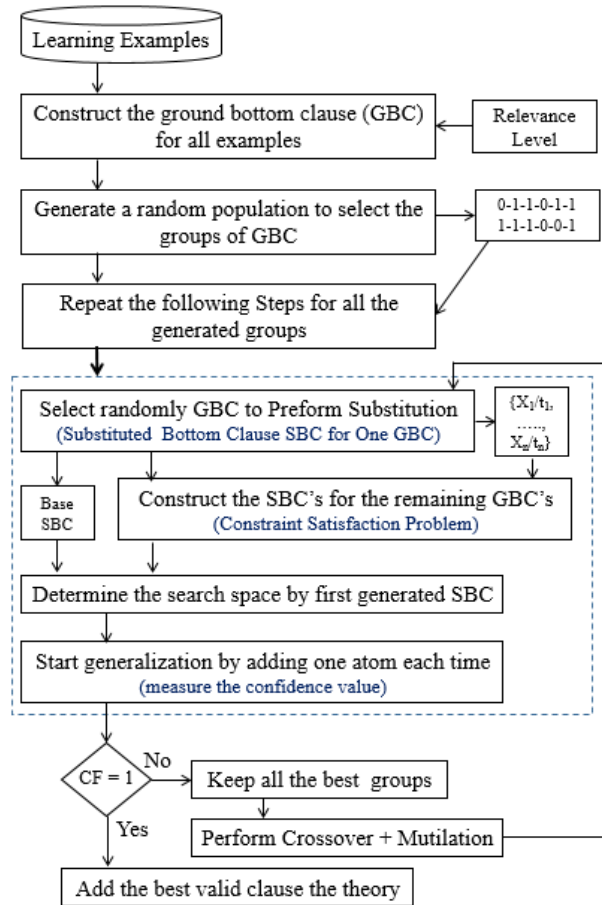 Learning Examples
Construct the ground bottom clause (GBC)
for all examples
Relevance
Level
Generate a random population to select the
groups of GBC
0-1-1-0-1-1
1-1-1-0-0-1
Repeat the following Steps for all the
generated groups
Select randomly GBC to Preform Substitution
(Substituted Bottom Clause SBC for One GBC)
{X₁/t₁,
.....,
Xₙ/tₙ}
Base
SBC
Construct the SBC's for the remaining GBC's
(Constraint Satisfaction Problem)
Determine the search space by first generated SBC
Start generalization by adding one atom each time
(measure the confidence value)
CF = 1
No
Keep all the best groups
Yes
Perform Crossover + Mutilation
Add the best valid clause the theory